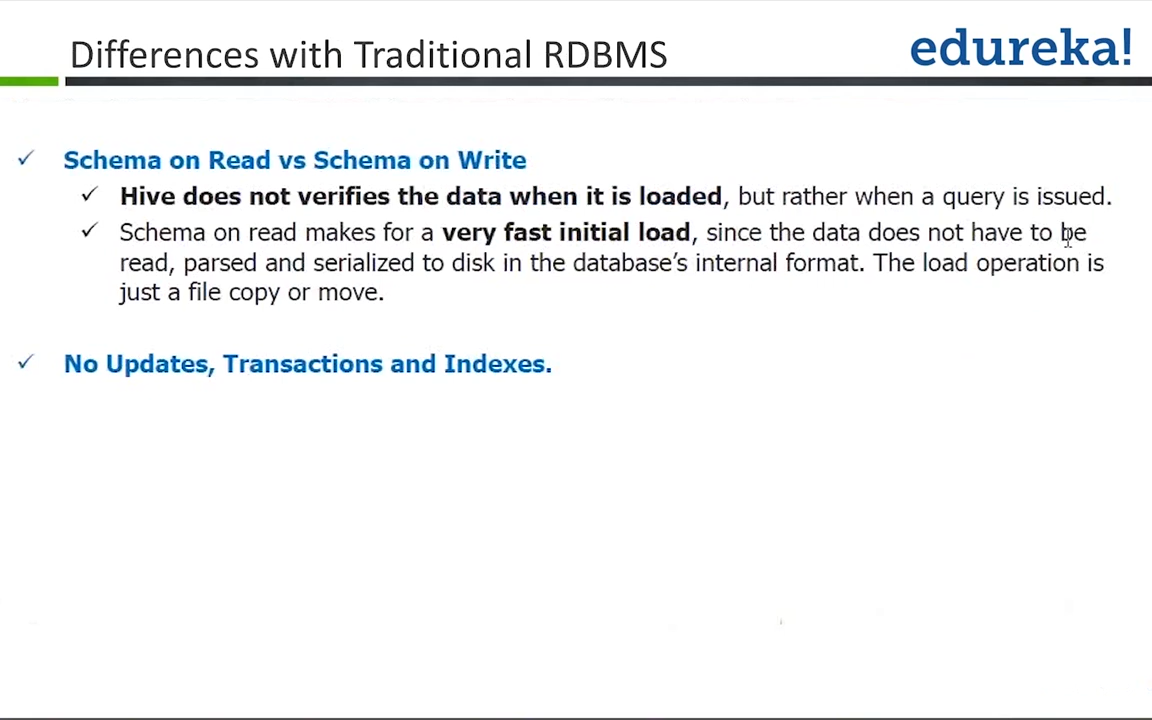 Differences with Traditional RDBMS
edureka!
Schema on Read vs Schema on Write
Hive does not verifies the data when it is loaded, but rather when a query is issued.
Schema on read makes for a very fast initial load, since the data does not have to be
read, parsed and serialized to disk in the database's internal format. The load operation is
just a file copy or move.
No Updates, Transactions and Indexes.